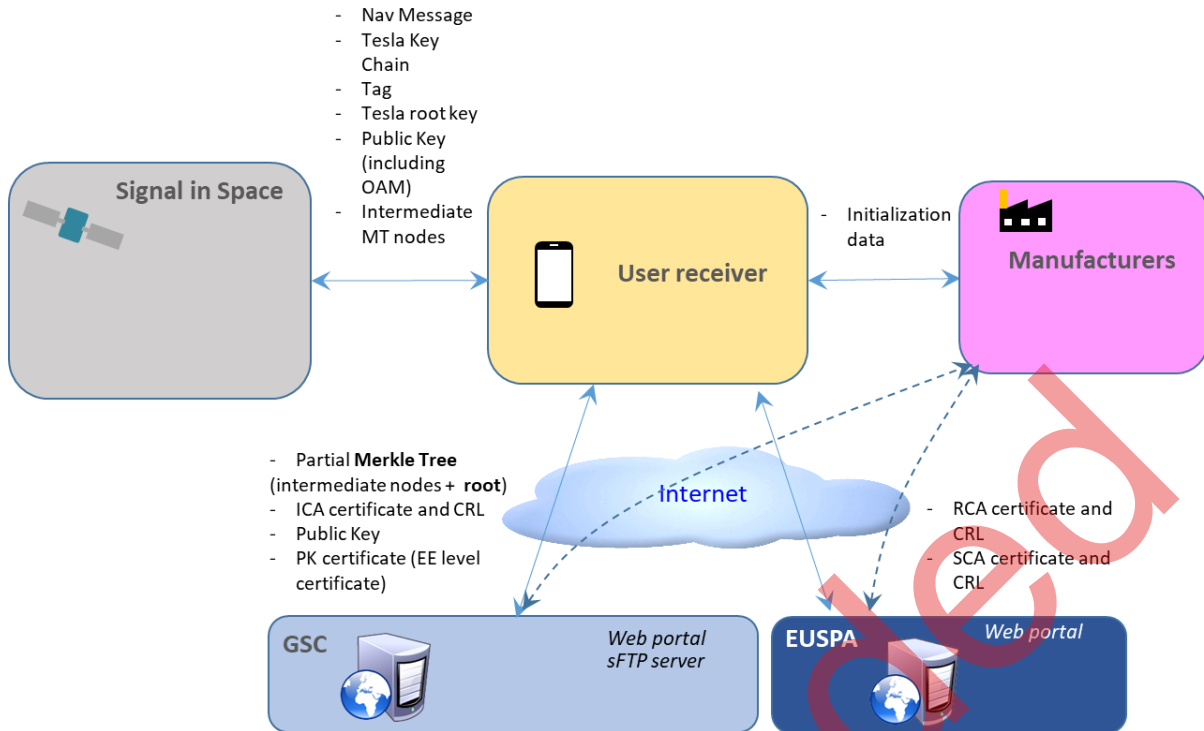 - Nav Message
- Tesla Key
Chain
- Tag
- Tesla root key
- Public Key
(including
OAM)
- Intermediate
MT nodes
Signal in Space
User receiver
- Initialization
data
Manufacturers
- Partial Merkle Tree
(intermediate nodes + root)
- ICA certificate and CRL
- Public Key
- PK certificate (EE level
certificate)
Internet
- RCA certificate and
CRL
- SCA certificate and
CRL
GSC
Web portal
sFTP server
EUSPA
Web portal
ded